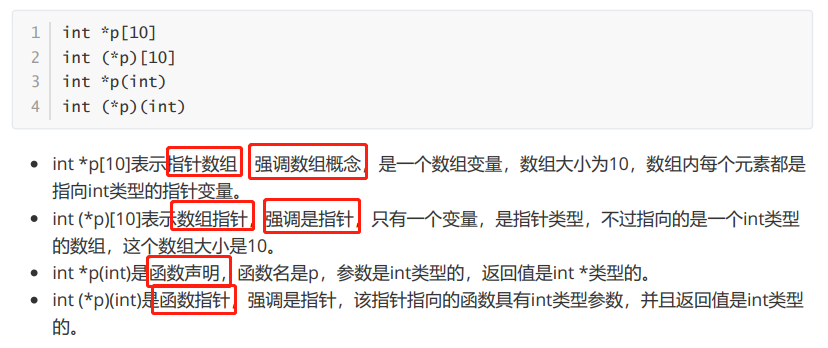 1 int *p[10]
2 int (*p)[10]
3 int *p(int)
4 int (*p)(int)
int *p[10]表示指针数组，强调数组概念，是一个数组变量，数组大小为10，数组内每个元素都是
指向int类型的指针变量。
int (*p)[10]表示数组指针，强调是指针，只有一个变量，是指针类型，不过指向的是一个int类型
的数组，这个数组大小是10。
int *p(int)是函数声明，函数名是p，参数是int类型的，返回值是int *类型的。
int (*p)(int)是函数指针，强调是指针，该指针指向的函数具有int类型参数，并且返回值是int类型
的。